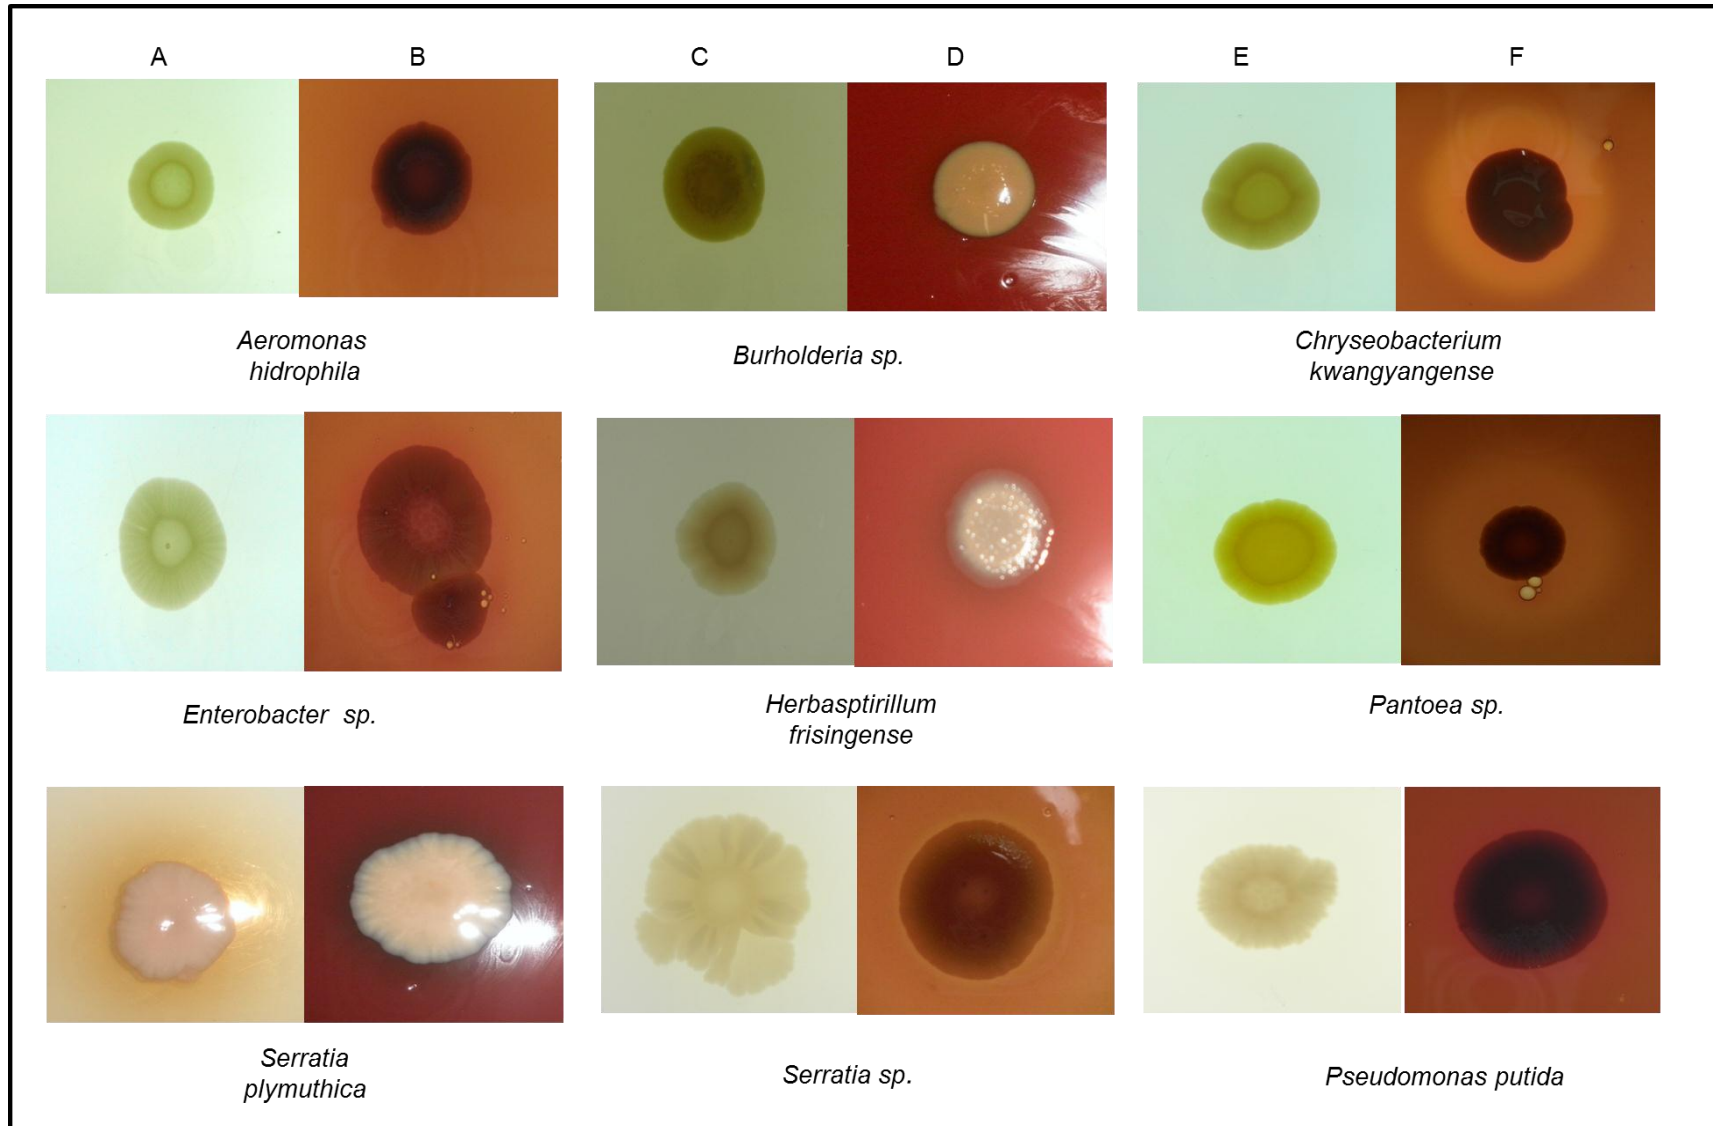 A B C D E F
Aeromonas
hidrophila
Burholderia sp.
Chryseobacterium
kwangyangense
Enterobacter sp.
Herbasptirillum
frisingense
Pantoea sp.
Serratia
plymuthica
Serratia sp.
Pseudomonas putida